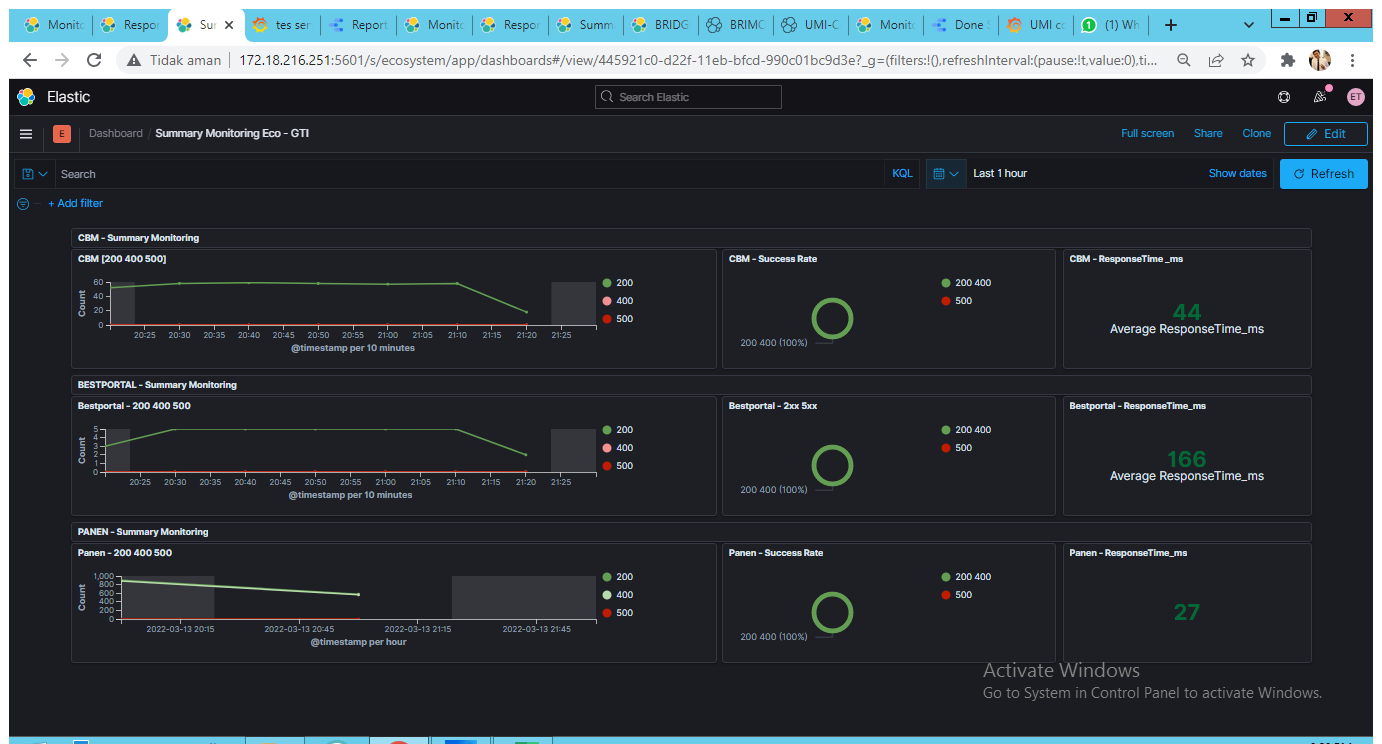 Monito
Respor
Su
tes ser
Report
Monito
Respor
Summ
BRIDG
BRIMC
UMI-C
Monito
Done
UMI co
(1) Wh
Tidak aman
172.18.216.251:5601/s/ecosystem/app/dashboards#/view/445921c0-d22f-11eb-bfcd-990c01bc9d3e?_g=(filters:!(),refreshInterval:(pause:!t,value:0),ti...
Elastic
Search Elastic
ET
E
Dashboard / Summary Monitoring Eco - GTI
Full screen
Share
Clone
Edit
Search
KQL
Last 1 hour
Show dates
Refresh
+ Add filter
CBM - Summary Monitoring
CBM [200 400 500]
Count
60
40
20
0
20:25 20:30 20:35 20:40 20:45 20:50 20:55 21:00 21:05 21:10 21:15 21:20 21:25
@timestamp per 10 minutes
200
400
500
CBM - Success Rate
200 400 (100%)
200 400
500
CBM - ResponseTime _ms
44
Average ResponseTime_ms
BESTPORTAL - Summary Monitoring
Bestportal - 200 400 500
Count
5
4
3
2
1
0
20:25 20:30 20:35 20:40 20:45 20:50 20:55 21:00 21:05 21:10 21:15 21:20 21:25
@timestamp per 10 minutes
200
400
500
Bestportal - 2xx 5xx
200 400 (100%)
200 400
500
Bestportal - ResponseTime_ms
166
Average ResponseTime_ms
PANEN - Summary Monitoring
Panen - 200 400 500
Count
1,000
800
600
400
200
0
2022-03-13 20:15 2022-03-13 20:45 2022-03-13 21:15 2022-03-13 21:45
@timestamp per hour
200
400
500
Panen - Success Rate
200 400 (100%)
200 400
500
Panen - ResponseTime_ms
27
Activate Windows
Go to System in Control Panel to activate Windows.